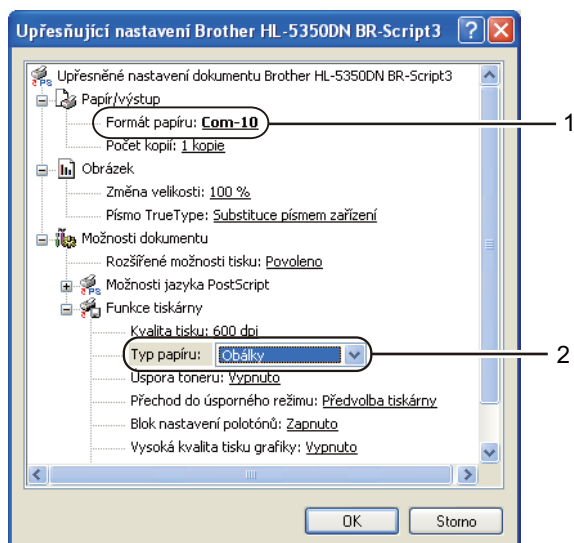 Upřesňující nastavení Brother HL-5350DN BR-Script3
Upřesněné nastavení dokumentu Brother HL-5350DN BR-Script3
Papír/výstup
Formát papíru: Com-10
1
Počet kopií: 1 kopie
Obrázek
Změna velikosti: 100 %
Písmo TrueType: Substituce písmem zařízení
Možnosti dokumentu
Rozšířené možnosti tisku: Povoleno
Možnosti jazyka PostScript
Funkce tiskárny
Kvalita tisku: 600 dpi
Typ papíru: Obálky
2
Úspora toneru: Vypnuto
Přechod do úsporného režimu: Předvolba tiskárny
Blok nastavení polotónů: Zapnuto
Vysoká kvalita tisku grafiky: Vypnuto
OK
Storno